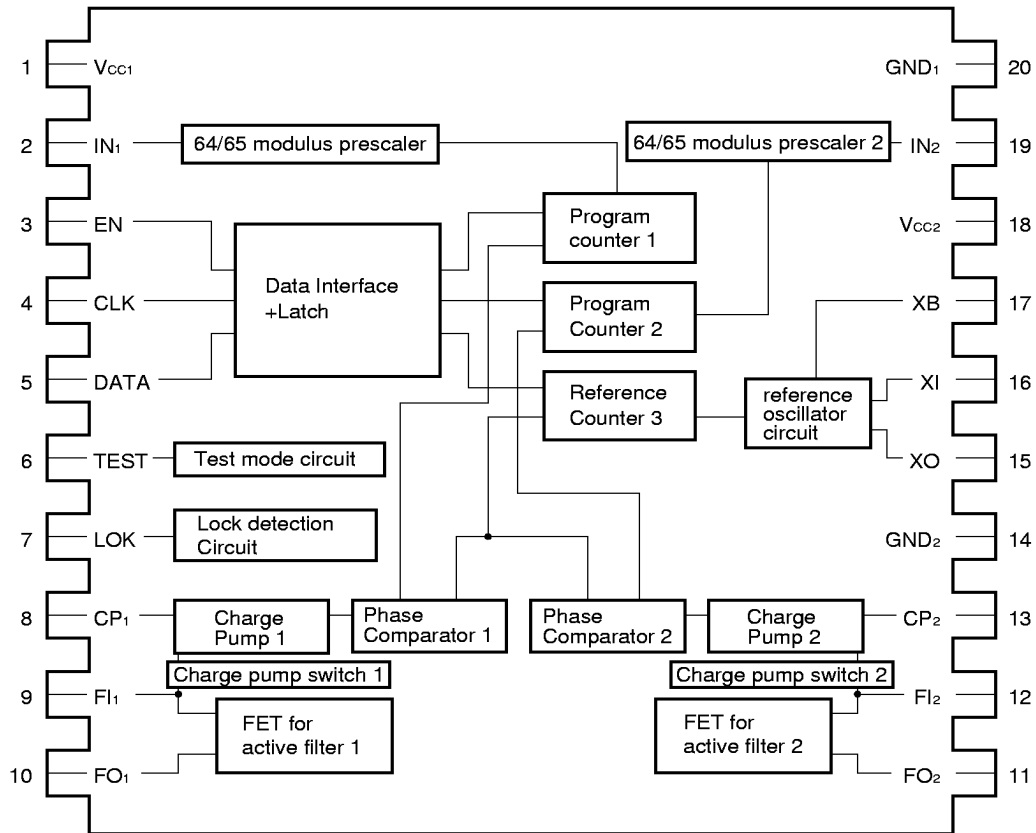 1 VCC1 GND1 20
2 IN1 64/65 modulus prescaler 64/65 modulus prescaler 2 IN2 19
3 EN Program counter 1 VCC2 18
Data Interface
+Latch
4 CLK Program Counter 2 XB 17
5 DATA Reference Counter 3 XI 16
reference
oscillator
circuit
6 TEST Test mode circuit XO 15
7 LOK Lock detection Circuit GND2 14
8 CP1 Charge Pump 1 Phase Comparator 1 Phase Comparator 2 Charge Pump 2 CP2 13
Charge pump switch 1 Charge pump switch 2
9 FI1 FI2 12
FET for
active filter 1
FET for
active filter 2
10 FO1 FO2 11